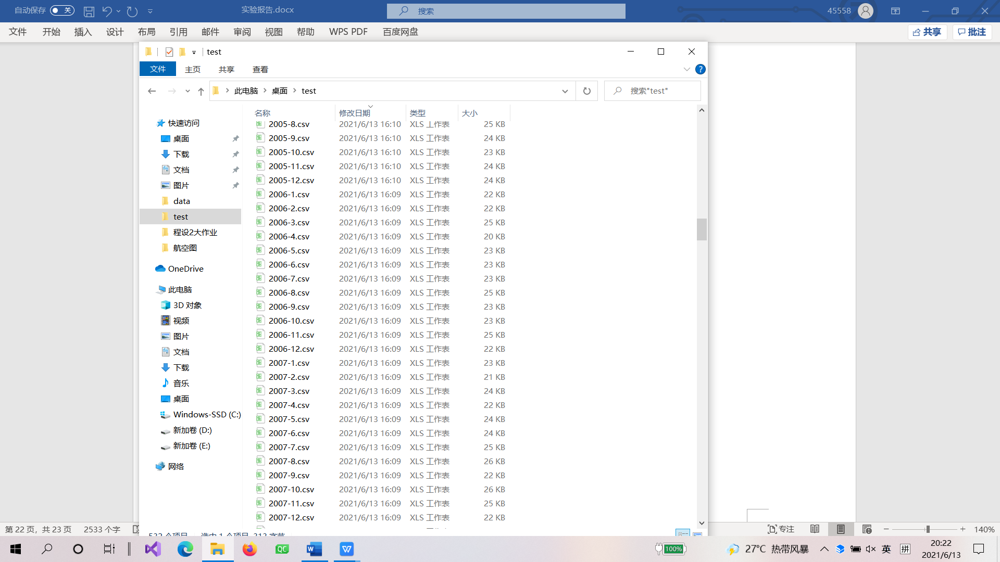 自动保存 关 实验报告.docx 搜索 45558
文件 开始 插入 设计 布局 引用 邮件 审阅 视图 帮助 WPS PDF 百度网盘 共享 批注
test
文件 主页 共享 查看
此电脑 桌面 test 搜索"test"
名称 修改日期 类型 大小
快速访问
桌面
下载
文档
图片
data
test
程设2大作业
航空图
OneDrive
此电脑
3D 对象
视频
图片
文档
下载
音乐
桌面
Windows-SSD (C:)
新加卷 (D:)
新加卷 (E:)
网络
2005-8.csv 2021/6/13 16:10 XLS 工作表 25 KB
2005-9.csv 2021/6/13 16:10 XLS 工作表 24 KB
2005-10.csv 2021/6/13 16:10 XLS 工作表 23 KB
2005-11.csv 2021/6/13 16:10 XLS 工作表 24 KB
2005-12.csv 2021/6/13 16:10 XLS 工作表 24 KB
2006-1.csv 2021/6/13 16:09 XLS 工作表 22 KB
2006-2.csv 2021/6/13 16:09 XLS 工作表 22 KB
2006-3.csv 2021/6/13 16:09 XLS 工作表 25 KB
2006-4.csv 2021/6/13 16:09 XLS 工作表 20 KB
2006-5.csv 2021/6/13 16:09 XLS 工作表 23 KB
2006-6.csv 2021/6/13 16:09 XLS 工作表 23 KB
2006-7.csv 2021/6/13 16:09 XLS 工作表 23 KB
2006-8.csv 2021/6/13 16:09 XLS 工作表 25 KB
2006-9.csv 2021/6/13 16:09 XLS 工作表 23 KB
2006-10.csv 2021/6/13 16:09 XLS 工作表 23 KB
2006-11.csv 2021/6/13 16:09 XLS 工作表 25 KB
2006-12.csv 2021/6/13 16:09 XLS 工作表 22 KB
2007-1.csv 2021/6/13 16:09 XLS 工作表 23 KB
2007-2.csv 2021/6/13 16:09 XLS 工作表 21 KB
2007-3.csv 2021/6/13 16:09 XLS 工作表 24 KB
2007-4.csv 2021/6/13 16:09 XLS 工作表 22 KB
2007-5.csv 2021/6/13 16:09 XLS 工作表 24 KB
2007-6.csv 2021/6/13 16:09 XLS 工作表 24 KB
2007-7.csv 2021/6/13 16:09 XLS 工作表 25 KB
2007-8.csv 2021/6/13 16:09 XLS 工作表 26 KB
2007-9.csv 2021/6/13 16:09 XLS 工作表 22 KB
2007-10.csv 2021/6/13 16:09 XLS 工作表 26 KB
2007-11.csv 2021/6/13 16:09 XLS 工作表 25 KB
2007-12.csv 2021/6/13 16:09 XLS 工作表 22 KB
第 22 页，共 23 页 2533 个字 专注 140%
QC W W 100% 27°C 热带风暴 英 拼 20:22
2021/6/13